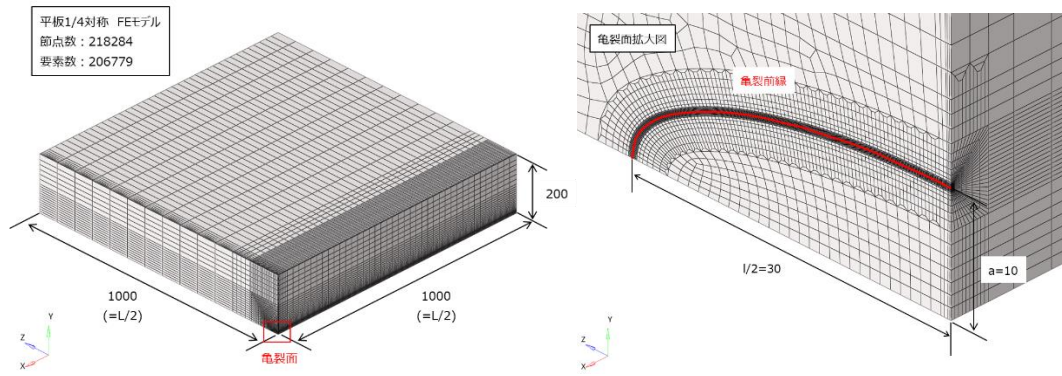 平板1/4対称 FEモデル
節点数：218284
要素数：206779
200
1000
(=L/2)
1000
(=L/2)
亀裂面
Y
Z
X
亀裂面拡大図
亀裂前縁
l/2=30
a=10
Y
Z
X